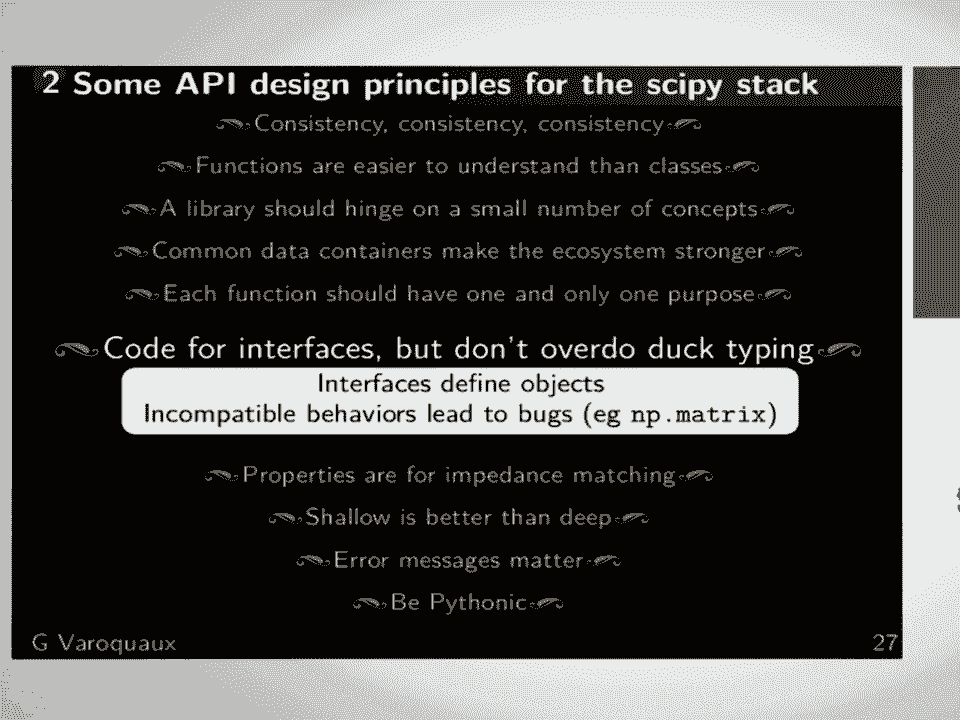 2 Some API design principles for the scipy stack
Consistency, consistency, consistency
Functions are easier to understand than classes
A library should hinge on a small number of concepts
Common data containers make the ecosystem stronger
Each function should have one and only one purpose
Code for interfaces, but don't overdo duck typing
Interfaces define objects
Incompatible behaviors lead to bugs (eg np.matrix)
Properties are for impedance matching
Shallow is better than deep
Error messages matter
Be Pythonic
G Varoquaux
27